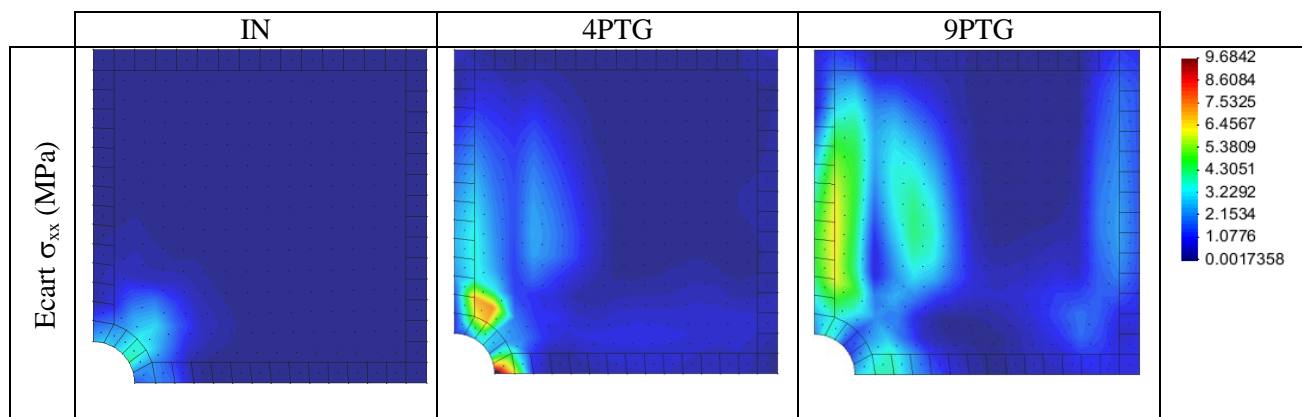 IN
4PTG
9PTG
Ecart σxx (MPa)
9.6842
8.6084
7.5325
6.4567
5.3809
4.3051
3.2292
2.1534
1.0776
0.0017358